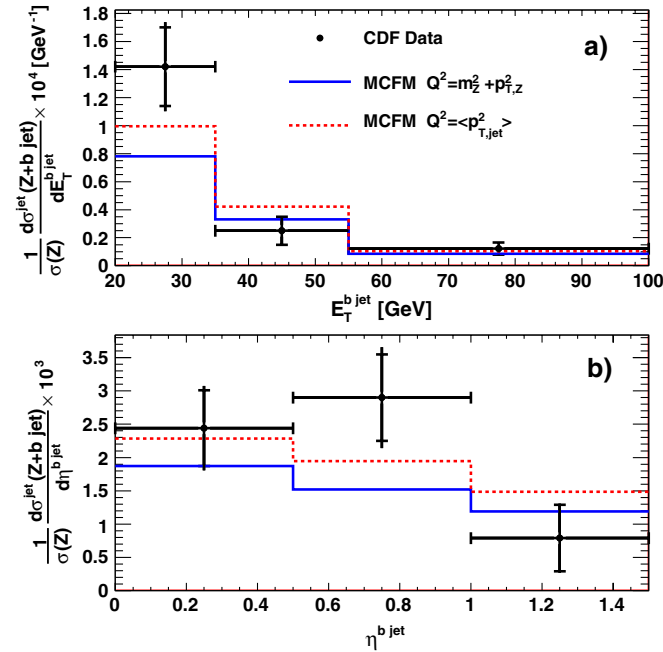 a)
CDF Data
MCFM Q²=m²_Z+p²_T,Z
MCFM Q²=<p²_T,jet>
1/σ(Z) dσ^jet(Z+b jet)/dE_T^b jet × 10⁴ [GeV⁻¹]
1.8
1.6
1.4
1.2
1
0.8
0.6
0.4
0.2
0
20 30 40 50 60 70 80 90 100
E_T^b jet [GeV]
b)
1/σ(Z) dσ^jet(Z+b jet)/dη^b jet × 10³
3.5
3
2.5
2
1.5
1
0.5
0
0 0.2 0.4 0.6 0.8 1 1.2 1.4
η^b jet